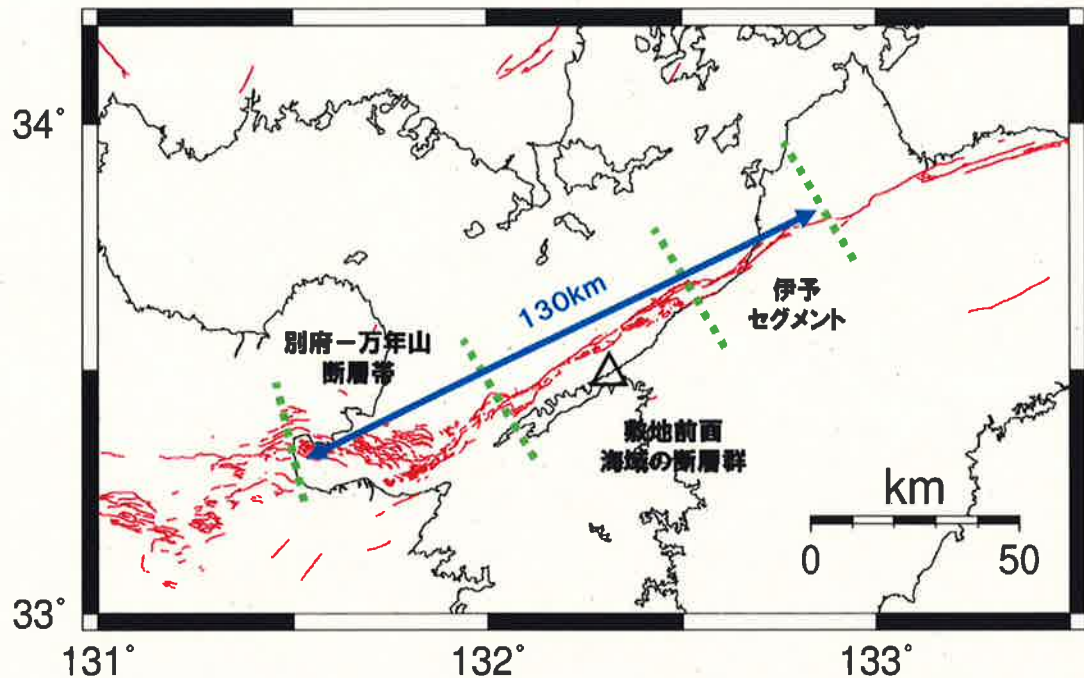 34°
33°
131°
132°
133°
130km
別府－万年山
断層帯
伊予
セグメント
敷地前面
海域の断層群
km
0
50